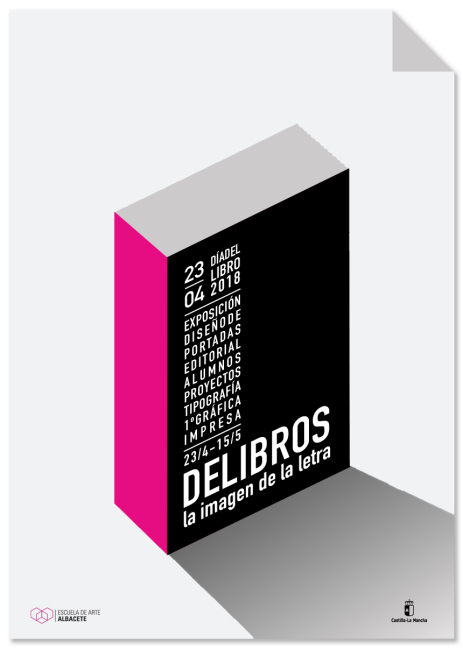 23
04
DÍADEL
LIBRO
2018
EXPOSICIÓN
DISEÑODE
PORTADAS
EDITORIAL
ALUMNOS
PROYECTOS
TIPOGRAFÍA
1ºGRÁFICA
IMPRESA
23/4-15/5
DELIBROS
la imagen de la letra
ESCUELA DE ARTE
ALBACETE
Castilla-La Mancha